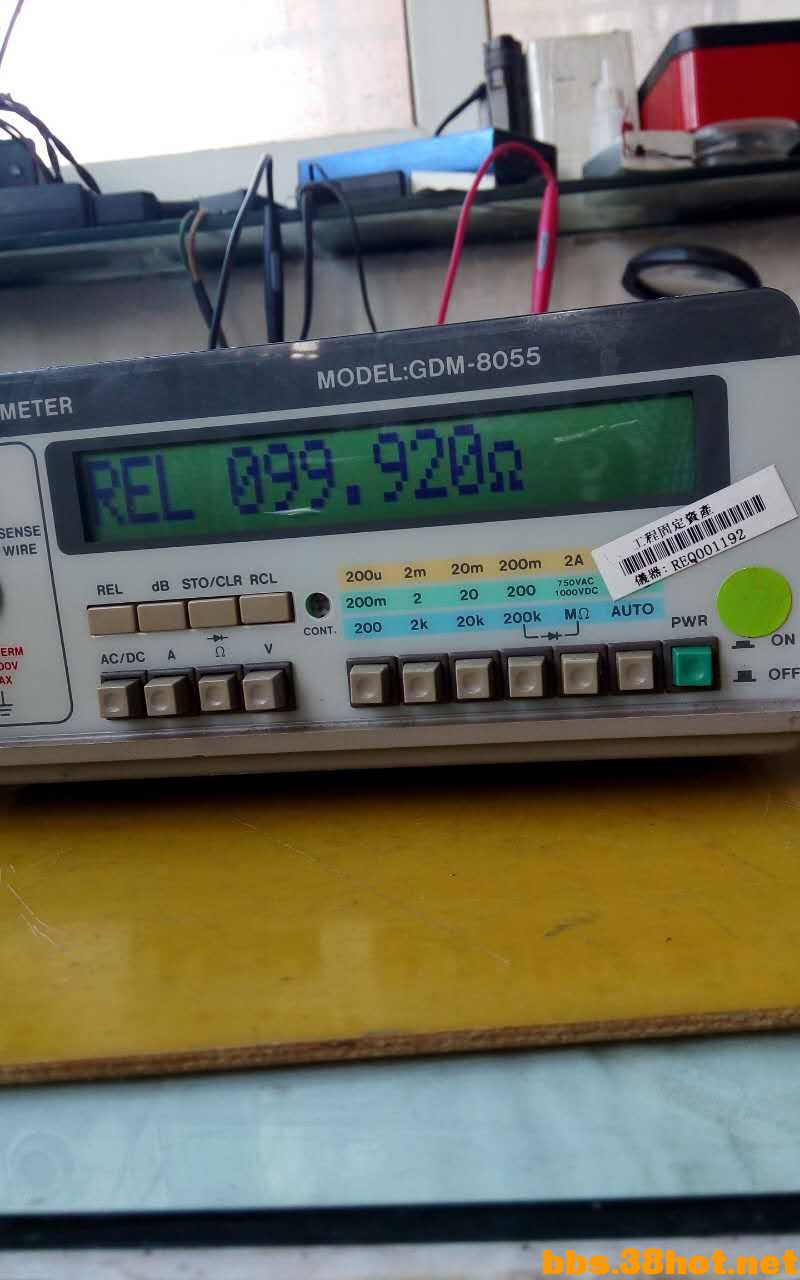 MODEL:GDM-8055
METER
REL 099.920Ω
SENSE
WIRE
工程固定資產
儀器: REQ001192
REL dB STO/CLR RCL
CONT.
200u 2m 20m 200m 2A
200m 2 20 200 750VAC
1000VDC
200 2k 20k 200k MΩ AUTO
PWR
ON
OFF
AC/DC A Ω V
bbs.38hot.net